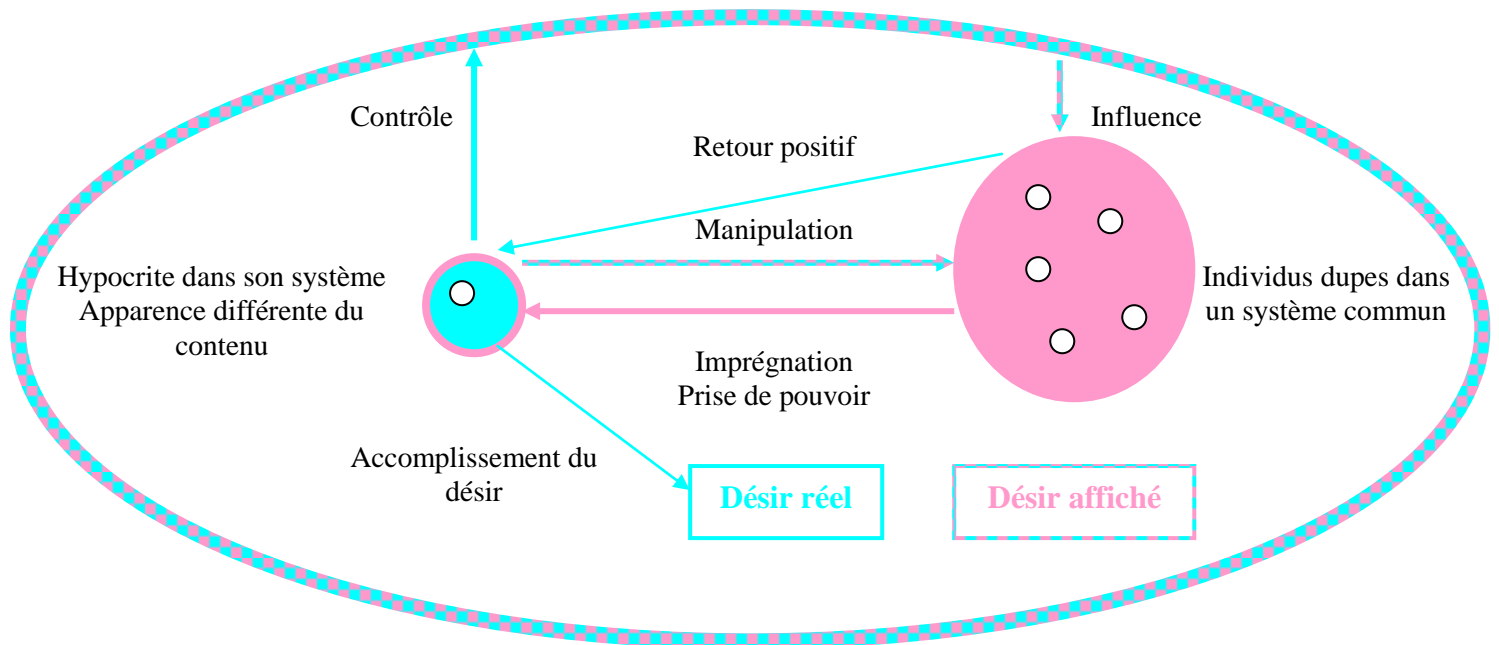 Contrôle
Influence
Retour positif
Manipulation
Hypocrite dans son système
Apparence différente du
contenu
Individus dupes dans
un système commun
Imprégnation
Prise de pouvoir
Accomplissement du
désir
Désir réel
Désir affiché